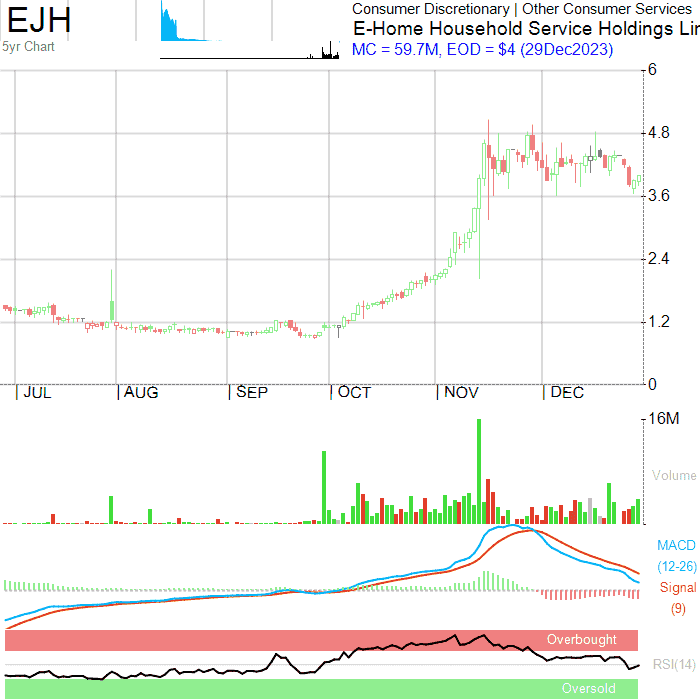 EJH
5yr Chart
Consumer Discretionary | Other Consumer Services
E-Home Household Service Holdings Lir
MC = 59.7M, EOD = $4 (29Dec2023)
6
4.8
3.6
2.4
1.2
0
JUL AUG SEP OCT NOV DEC
16M
Volume
MACD
(12-26)
Signal
(9)
Overbought
RSI(14)
Oversold